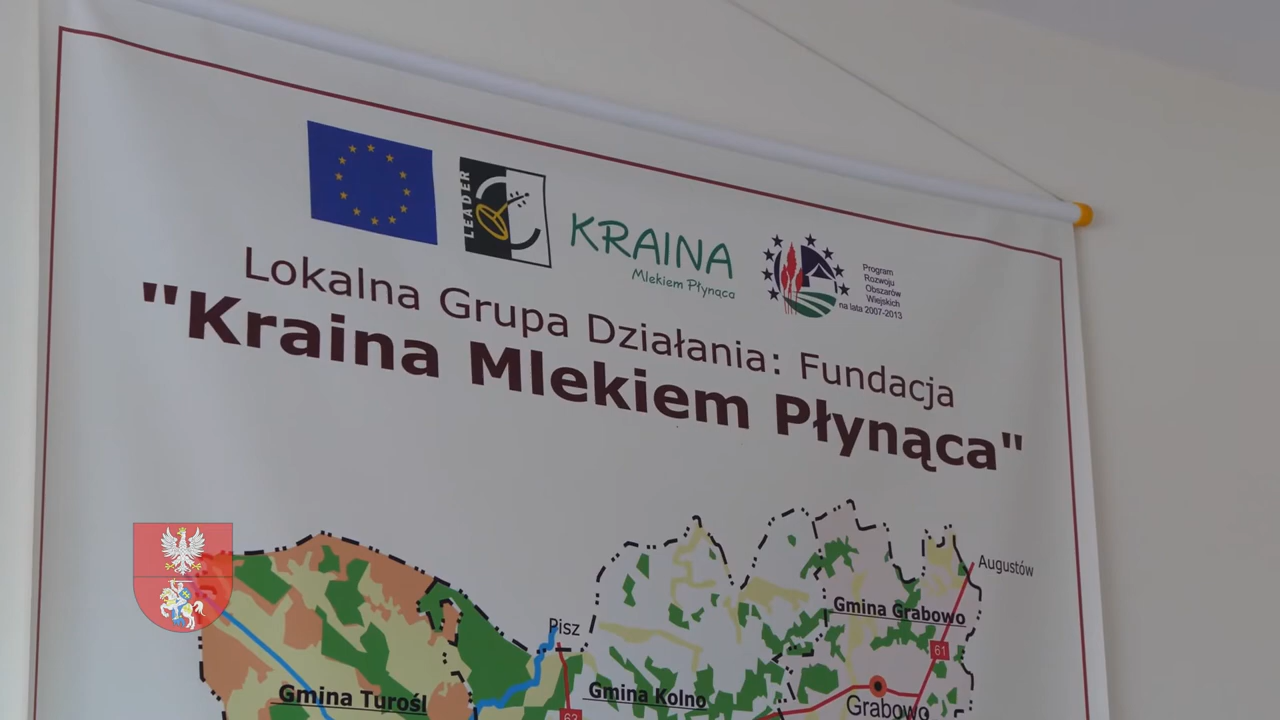 LEADER
KRAINA
Mlekiem Płynąca
Program
Rozwoju
Obszarów
Wiejskich
na lata 2007-2013
Lokalna Grupa Działania: Fundacja
"Kraina Mlekiem Płynąca"
Augustów
Gmina Grabowo
Pisz
61
Gmina Turośl
Gmina Kolno
Grabowo
63